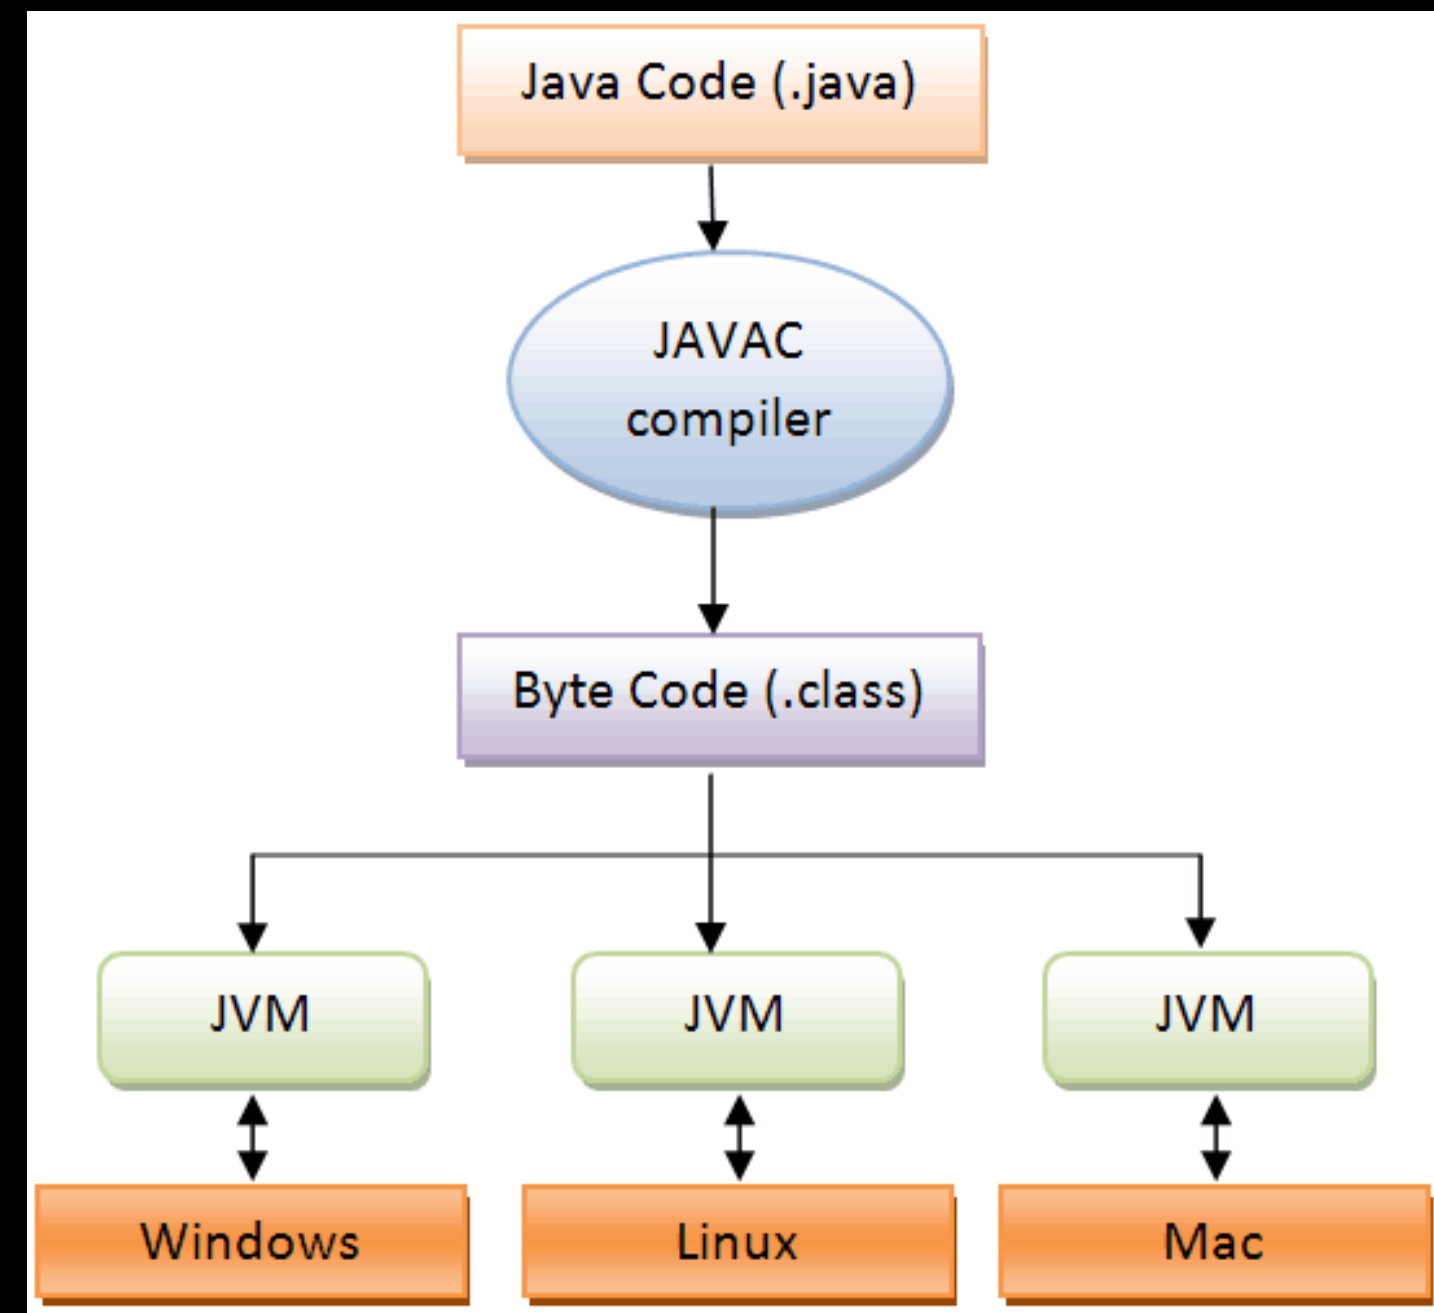 Java Code (.java)
JAVAC
compiler
Byte Code (.class)
JVM
JVM
JVM
Windows
Linux
Mac